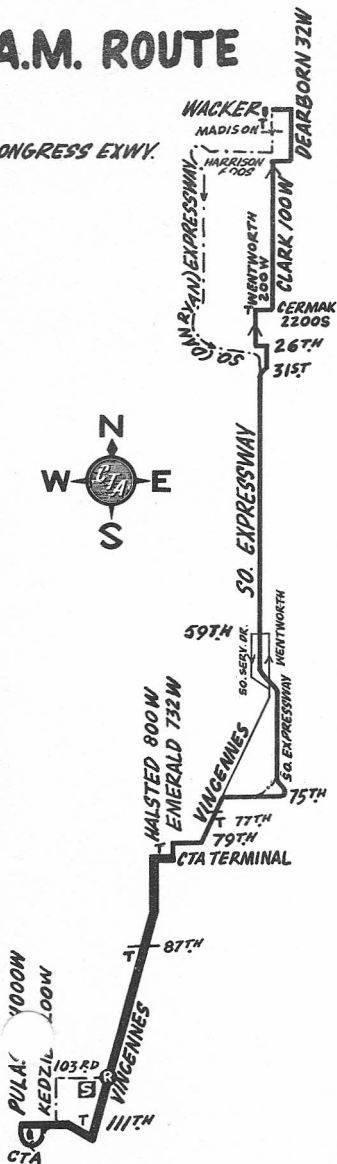 A.M. ROUTE
ONGRESS EXWY.
WACKER
MADISON
DEARBORN 32W
HARRISON
SO. (DAN RYAN) EXPRESSWAY
WENTWORTH
200W
CLARK 100W
CERMAK
2200S
26TH
31ST
N
W CTA E
S
SO. EXPRESSWAY
59TH
SO. SERV. DR.
WENTWORTH
SO. EXPRESSWAY
HALSTED 800W
EMERALD 732W
VINCENNES
75TH
T 77TH
79TH
T
CTA TERMINAL
T 87TH
VINCENNES
103RD
R
S
T 111TH
L
CTA